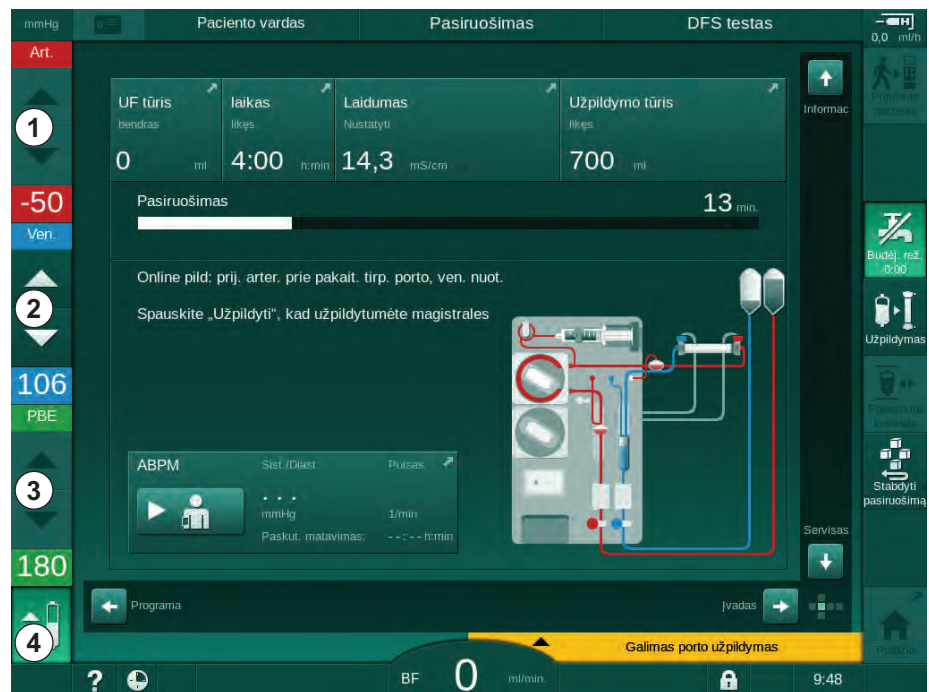 mmHg
Paciento vardas
Pasiruošimas
DFS testas
0,0 ml/h
Art.
1
-50
Ven.
2
106
PBE
3
180
4
UF tūris
bendras
0 ml
laikas
likęs
4:00 h:min
Laidumas
Nustatyti
14,3 mS/cm
Užpildymo tūris
likęs
700 ml
Informac
Pasiruošimas
13 min.
Online pild: prij. arter. prie pakait. tirp. porto, ven. nuot.
Spauskite „Užpildyti“, kad užpildytumėte magistrales
ABPM
Sist./Diast.
Pulsas
. . .
mmHg
1/min
Paskut. matavimas:
--:-- h:min
Servisas
Programa
Įvadas
Budėj. rež.
0:00
Užpildymas
Stabdyti
pasiruošimą
Pradžia
Galimas porto užpildymas
? BF 0 ml/min.
9:48